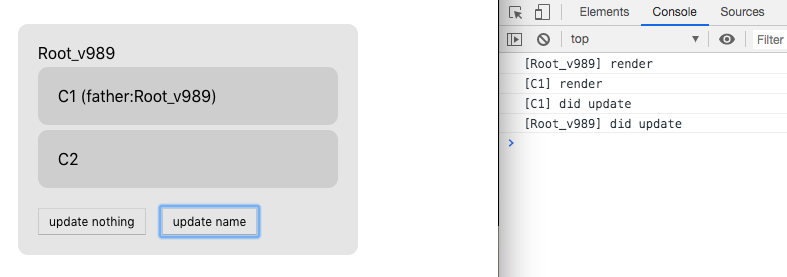 Root_v989
C1 (father:Root_v989)
C2
update nothing
update name
Elements
Console
Sources
top
Filter
[Root_v989] render
[C1] render
[C1] did update
[Root_v989] did update